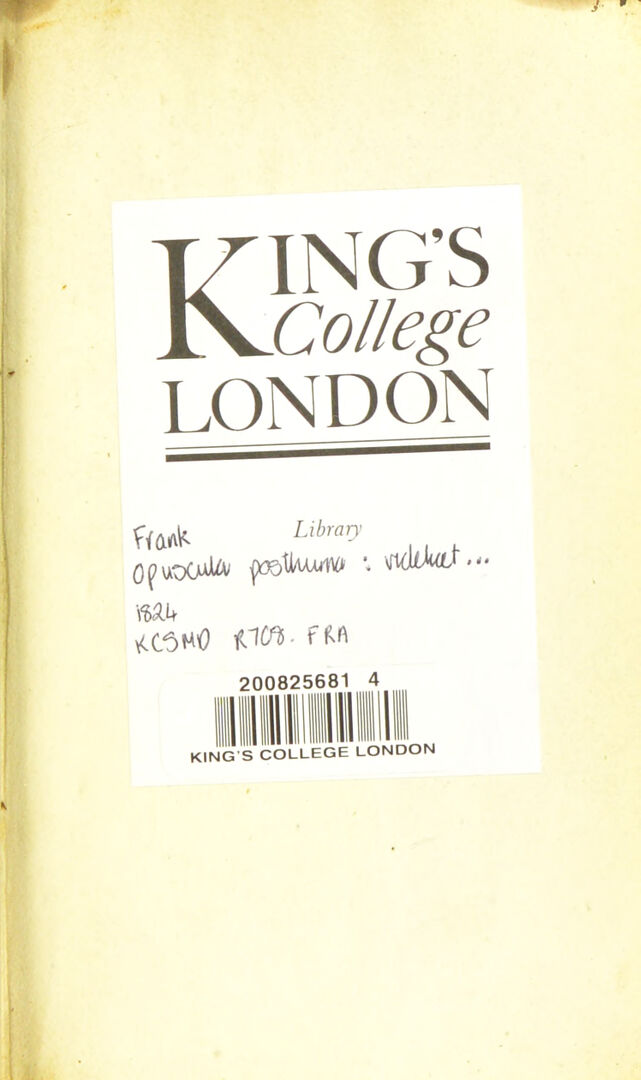 KING'S
College
LONDON
Library
Frank
Opuscula posthuma : videlicet ...
1824
KCSMD R708. FRA
200825681 4
KING'S COLLEGE LONDON